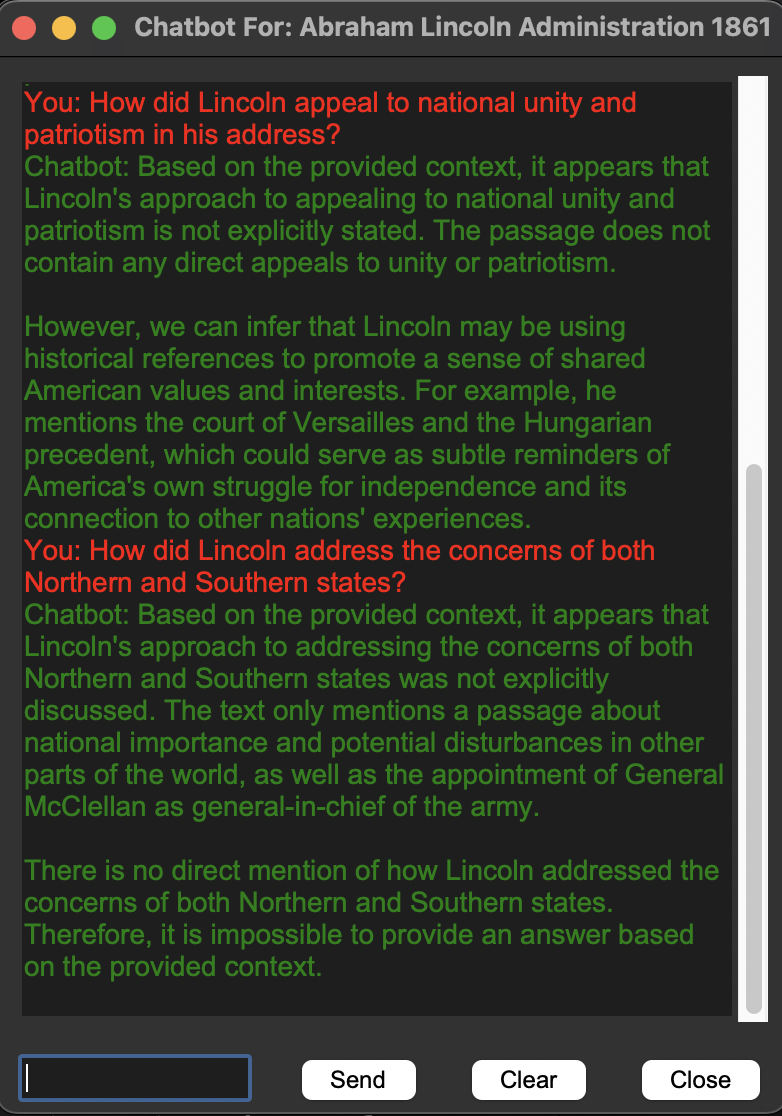 Chatbot For: Abraham Lincoln Administration 1861
You: How did Lincoln appeal to national unity and
patriotism in his address?
Chatbot: Based on the provided context, it appears that
Lincoln's approach to appealing to national unity and
patriotism is not explicitly stated. The passage does not
contain any direct appeals to unity or patriotism.
However, we can infer that Lincoln may be using
historical references to promote a sense of shared
American values and interests. For example, he
mentions the court of Versailles and the Hungarian
precedent, which could serve as subtle reminders of
America's own struggle for independence and its
connection to other nations' experiences.
You: How did Lincoln address the concerns of both
Northern and Southern states?
Chatbot: Based on the provided context, it appears that
Lincoln's approach to addressing the concerns of both
Northern and Southern states was not explicitly
discussed. The text only mentions a passage about
national importance and potential disturbances in other
parts of the world, as well as the appointment of General
McClellan as general-in-chief of the army.
There is no direct mention of how Lincoln addressed the
concerns of both Northern and Southern states.
Therefore, it is impossible to provide an answer based
on the provided context.
Send Clear Close